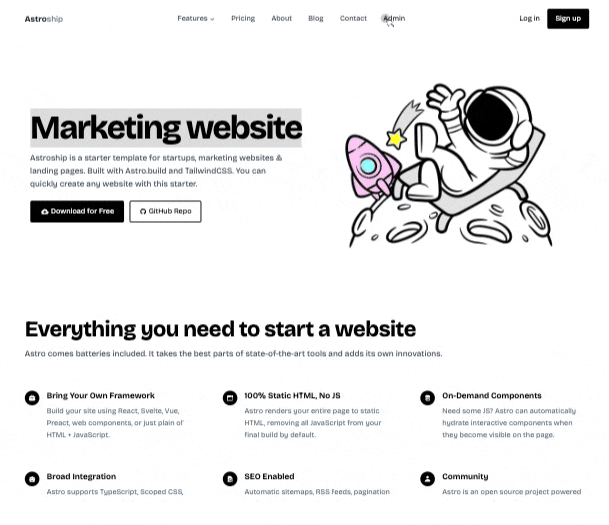 Astroship
Features
Pricing
About
Blog
Contact
Admin
Log in
Sign up
Marketing website
Astroship is a starter template for startups, marketing websites &
landing pages. Built with Astro.build and TailwindCSS. You can
quickly create any website with this starter.
Download for Free
GitHub Repo
Everything you need to start a website
Astro comes batteries included. It takes the best parts of state-of-the-art tools and adds its own innovations.
Bring Your Own Framework
Build your site using React, Svelte, Vue,
Preact, web components, or just plain ol'
HTML + JavaScript.
100% Static HTML, No JS
Astro renders your entire page to static
HTML, removing all JavaScript from your
final build by default.
On-Demand Components
Need some JS? Astro can automatically
hydrate interactive components when
they become visible on the page.
Broad Integration
Astro supports TypeScript, Scoped CSS,
SEO Enabled
Automatic sitemaps, RSS feeds, pagination
Community
Astro is an open source project powered